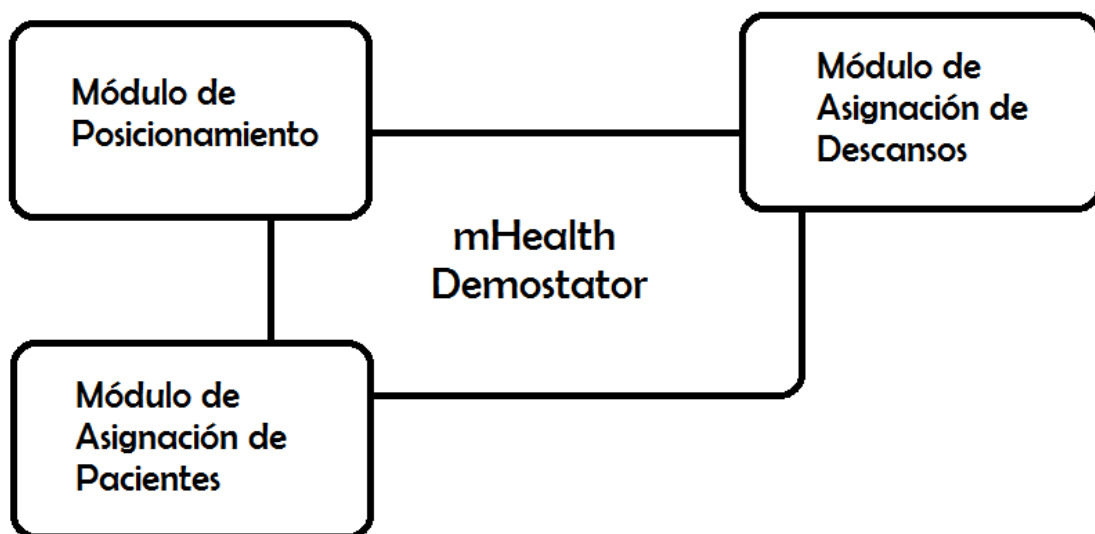 Módulo de
Posicionamiento
Módulo de
Asignación de
Descansos
mHealth
Demostator
Módulo de
Asignación de
Pacientes